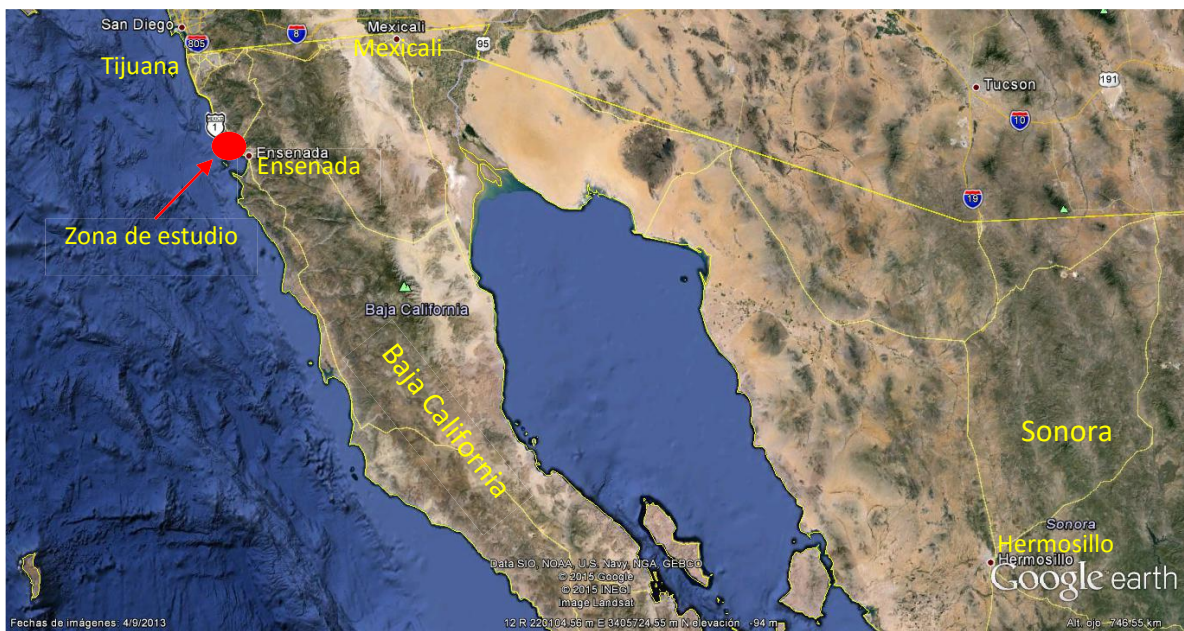 San Diego
805
8
Mexicali
Mexicali
95
Tijuana
Tucson
191
10
1
Ensenada
Ensenada
19
Zona de estudio
Baja California
Baja California
Sonora
Sonora
Hermosillo
Hermosillo
Data SIO, NOAA, U.S. Navy, NGA, GEBCO
© 2015 Google
© 2015 INEGI
Image Landsat
Google earth
Fechas de imágenes: 4/9/2013
12 R 220104.56 m E 3405724.55 m N elevación -94 m
Alt. ojo 746.55 km